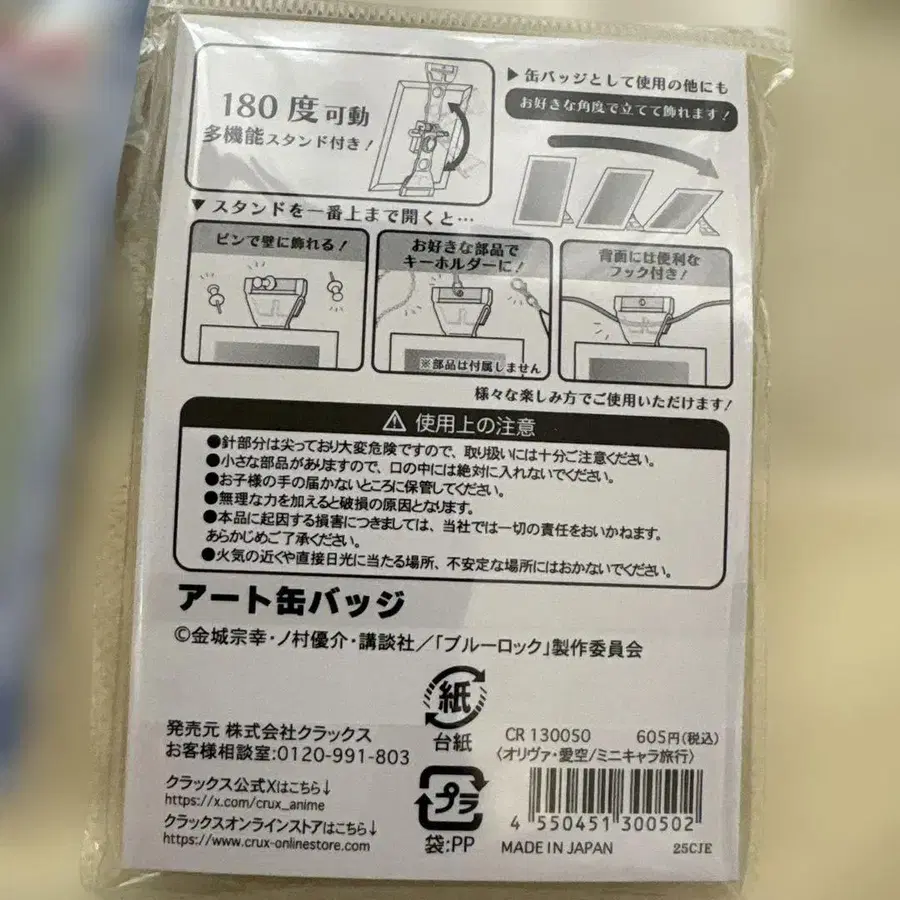 180度可動
多機能スタンド付き!
▶缶バッジとして使用の他にも
お好きな角度で立てて飾れます!
▼スタンドを一番上まで開くと…
ピンで壁に飾れる!
お好きな部品で
キーホルダーに!
※部品は付属しません
背面には便利な
フック付き!
様々な楽しみ方でご使用いただけます!
⚠使用上の注意
●針部分は尖っており大変危険ですので、取り扱いには十分ご注意ください。
●小さな部品がありますので、口の中には絶対に入れないでください。
●お子様の手の届かないところに保管してください。
●無理な力を加えると破損の原因となります。
●本品に起因する損害につきましては、当社では一切の責任をおいかねます。
あらかじめご了承ください。
●火気の近くや直接日光に当たる場所、不安定な場所にはおかないでください。
アート缶バッジ
©金城宗幸・ノ村優介・講談社/「ブルーロック」製作委員会
紙
台紙
発売元 株式会社クラックス
お客様相談室:0120-991-803
クラックス公式Xはこちら↓
https://x.com/crux_anime
クラックスオンラインストアはこちら↓
https://www.crux-onlinestore.com/
プラ
袋:PP
CR 130050 605円(税込)
〈オリヴァ・愛空/ミニキャラ旅行〉
4 550451 300502
MADE IN JAPAN 25CJE